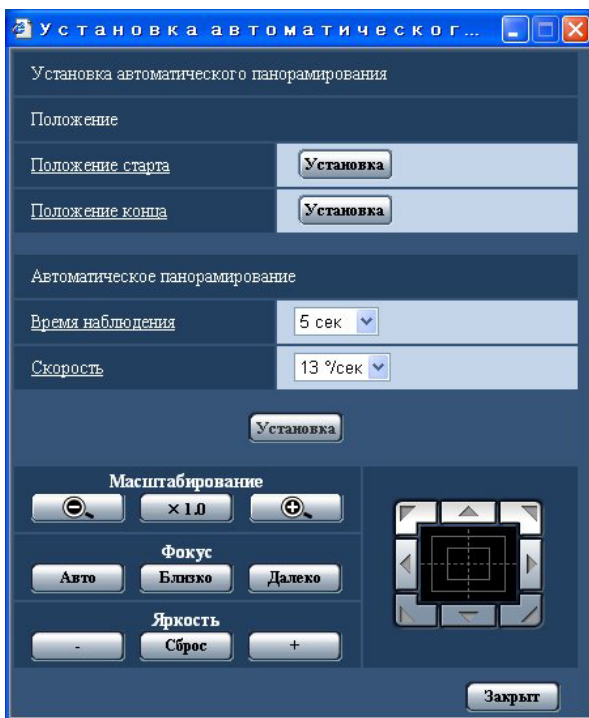 Установка автоматическог...
Установка автоматического панорамирования
Положение
Положение старта Установка
Положение конца Установка
Автоматическое панорамирование
Время наблюдения 5 сек
Скорость 13 °/сек
Установка
Масштабирование
×1.0
Фокус
Авто Близко Далеко
Яркость
- Сброс +
Закрыт